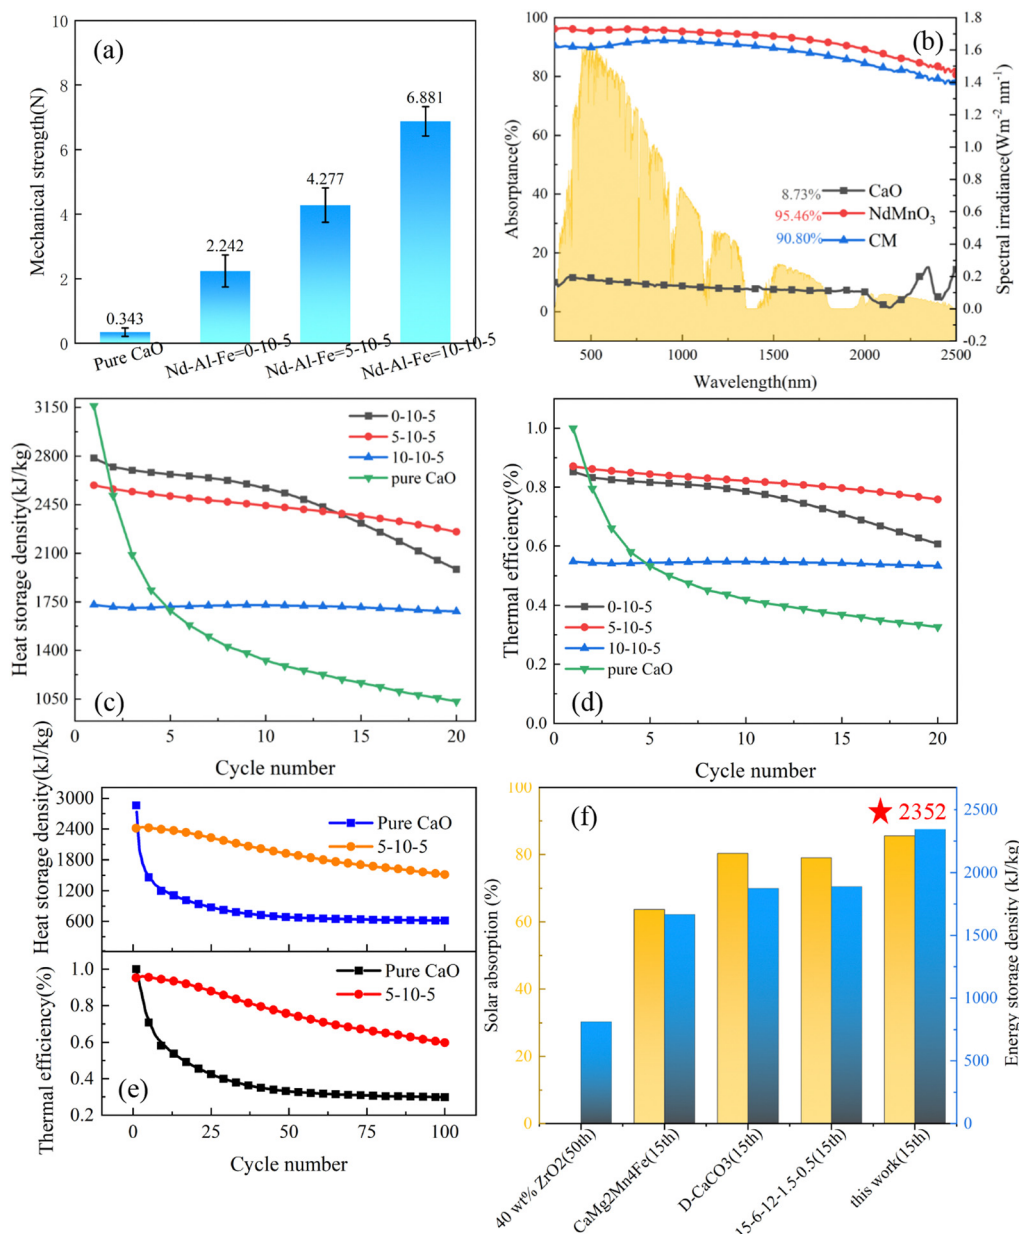 (a)
Mechanical strength(N)
10
8
6
4
2
0
0.343
2.242
4.277
6.881
Pure CaO
Nd-Al-Fe=0-10-5
Nd-Al-Fe=5-10-5
Nd-Al-Fe=10-10-5
(b)
Absorptance(%)
100
80
60
100
40
20
0
8.73% CaO
95.46% NdMnO₃
90.80% CM
Spectral irradiance(Wm⁻² nm⁻¹)
1.8
1.6
1.4
1.2
1.0
0.8
0.6
0.4
0.2
0.0
-0.2
500 1000 1500 2000 2500
Wavelength(nm)
(c)
Heat storage density(kJ/kg)
3150
2800
2450
2100
1750
1400
1050
0-10-5
5-10-5
10-10-5
pure CaO
0 5 10 15 20
Cycle number
(d)
Thermal efficiency(%)
1.0
0.8
0.6
0.4
0.2
0.0
0-10-5
5-10-5
10-10-5
pure CaO
0 5 10 15 20
Cycle number
Heat storage density(kJ/kg)
3000
2400
1800
1200
600
Pure CaO
5-10-5
Thermal efficiency(%)
1.0
0.8
0.6
0.4
0.2
Pure CaO
5-10-5
(e)
0 25 50 75 100
Cycle number
(f)
Solar absorption (%)
100
80
60
40
20
0
★ 2352
Energy storage density (kJ/kg)
2500
2000
1500
1000
500
0
40 wt% ZrO2(50th)
CaMg2Mn4Fe(15th)
D-CaCO3(15th)
15-6-12-1.5-0.5(15th)
this work(15th)